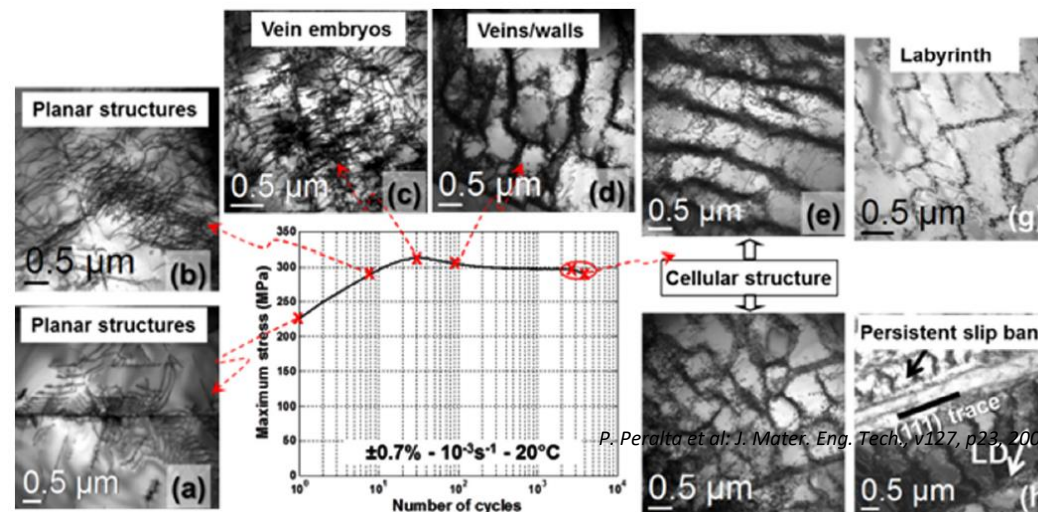 Vein embryos
Veins/walls
Labyrinth
Planar structures
0.5 µm
(b)
0.5 µm
(c)
0.5 µm
(d)
0.5 µm
(e)
0.5 µm
(g
Planar structures
0.5 µm
(a)
Maximum stress (MPa)
350
300
250
200
150
100
50
0
±0.7% - 10⁻³s⁻¹ - 20°C
10⁰
10¹
10²
10³
10⁴
Number of cycles
Cellular structure
0.5 µm
Persistent slip ban
(111) trace
LD
0.5 µm
(h
P. Peralta et al: J. Mater. Eng. Tech., v127, p23, 200